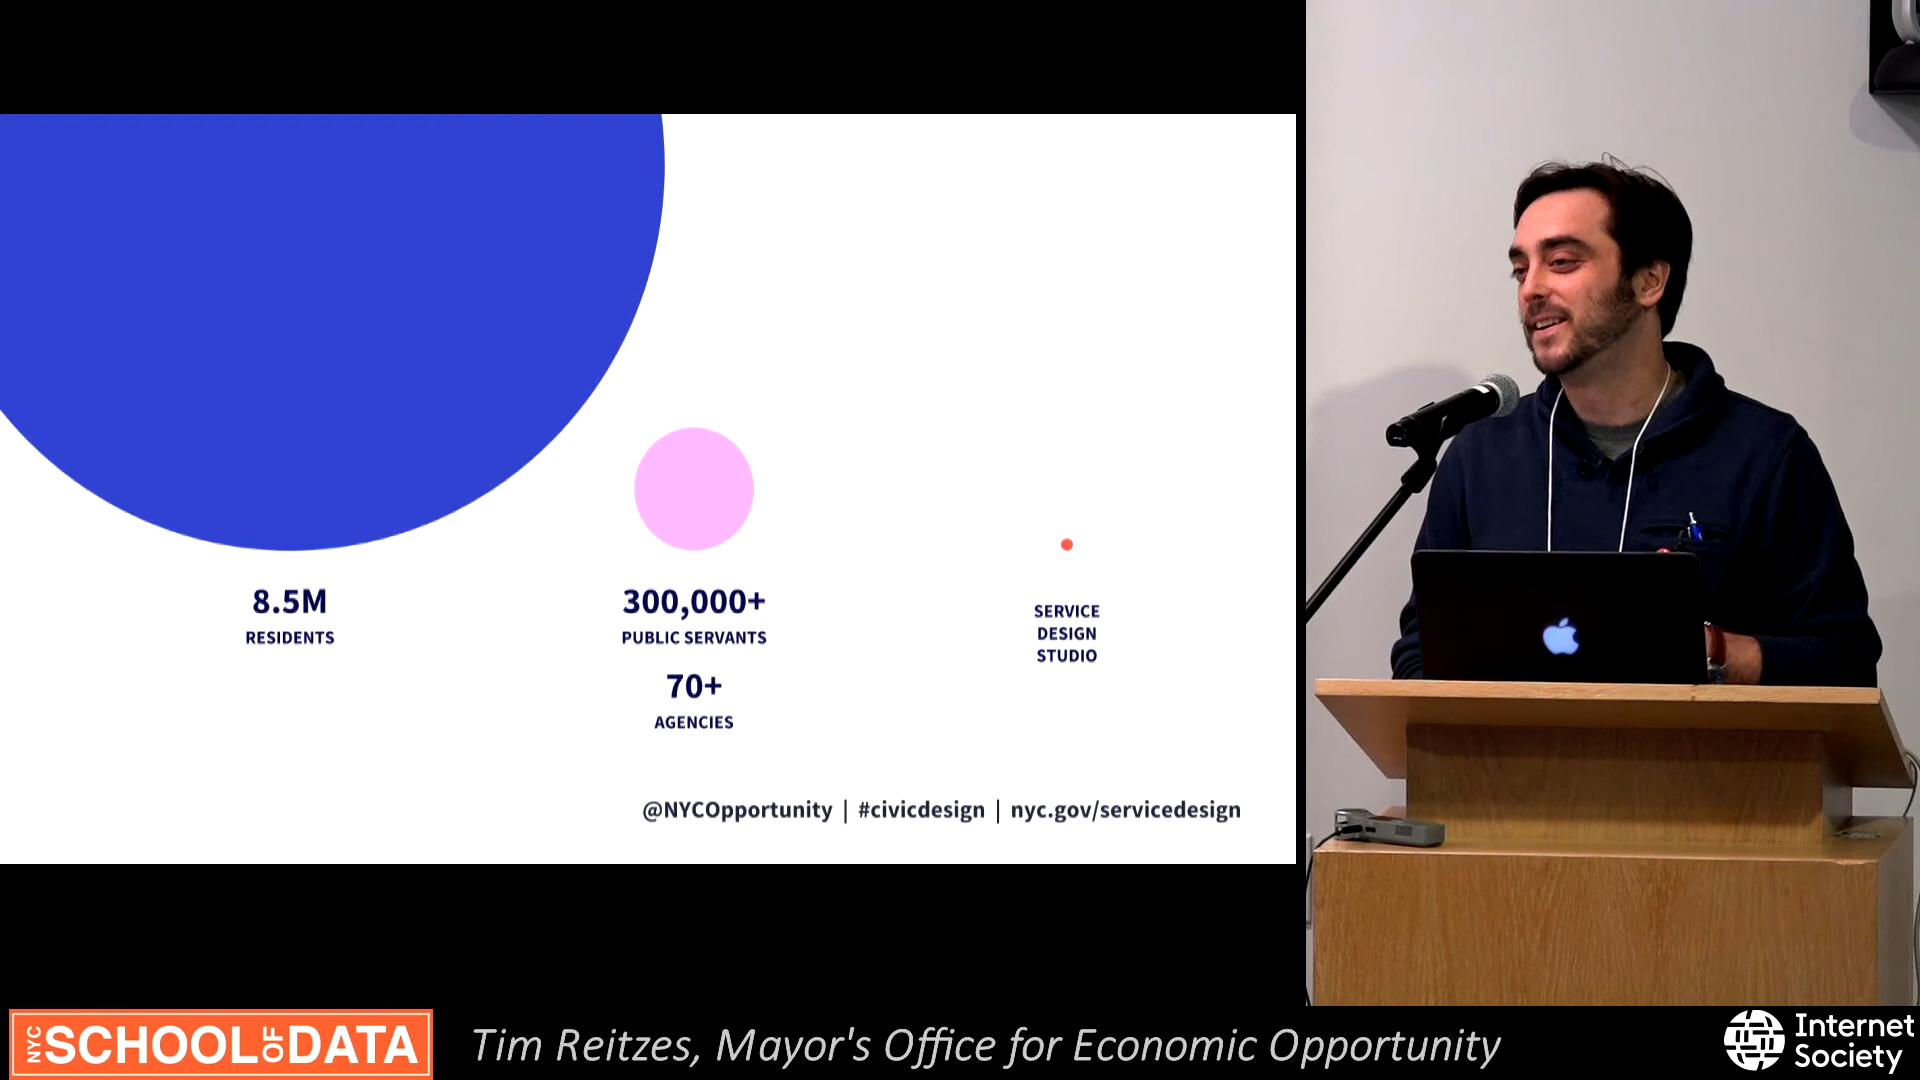 8.5M
RESIDENTS
300,000+
PUBLIC SERVANTS
70+
AGENCIES
SERVICE
DESIGN
STUDIO
@NYCOpportunity | #civicdesign | nyc.gov/servicedesign
NYC SCHOOL OF DATA
Tim Reitzes, Mayor's Office for Economic Opportunity
Internet
Society